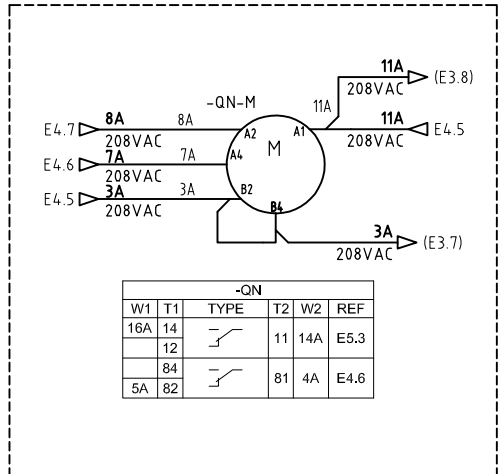 11A
(E3.8)
208VAC
-QN-M
11A
8A
8A
11A
E4.7
A2
A1
E4.5
208VAC
M
208VAC
7A
7A
A4
E4.6
208VAC
3A
3A
B2
E4.5
208VAC
B4
3A
(E3.7)
208VAC
-QN
W1 T1 TYPE T2 W2 REF
16A 14
11 14A E5.3
12
84
81 4A E4.6
5A 82